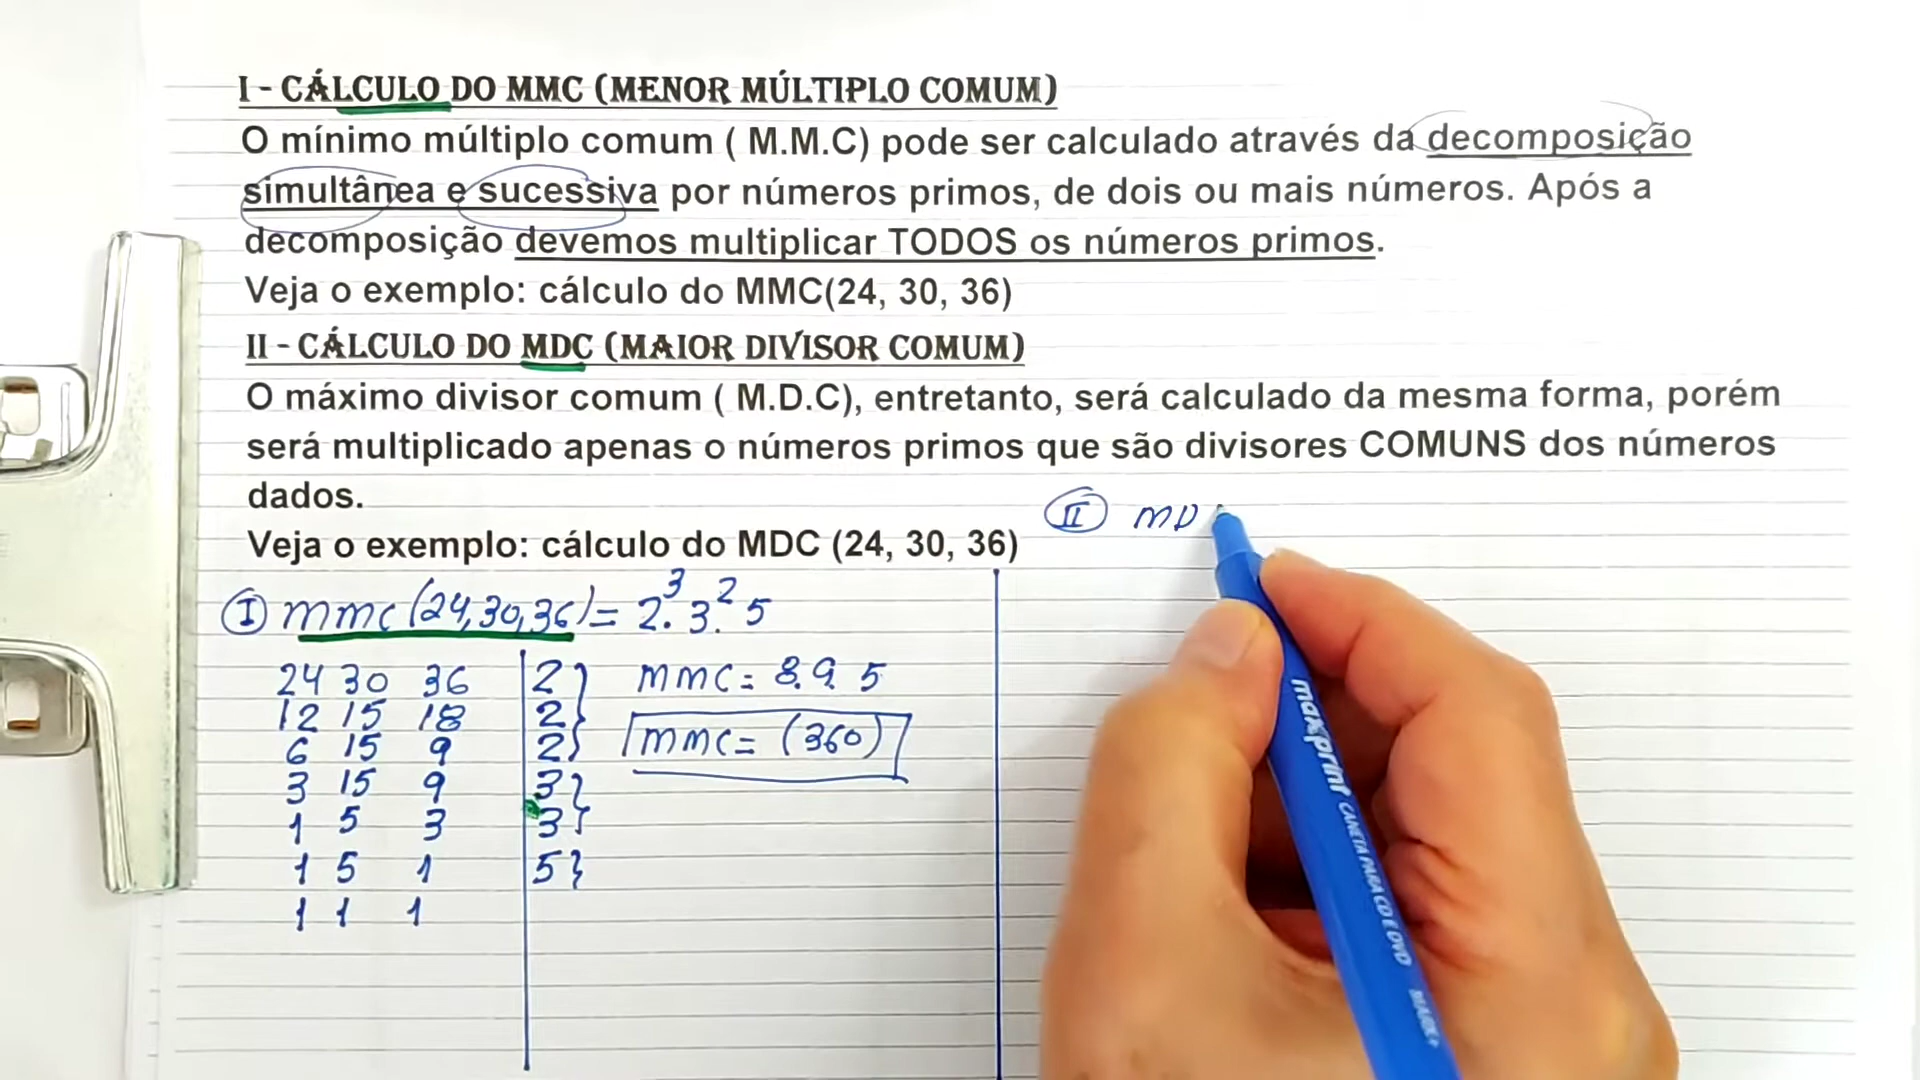 I - CÁLCULO DO MMC (MENOR MÚLTIPLO COMUM)
O mínimo múltiplo comum ( M.M.C) pode ser calculado através da decomposição
simultânea e sucessiva por números primos, de dois ou mais números. Após a
decomposição devemos multiplicar TODOS os números primos.
Veja o exemplo: cálculo do MMC(24, 30, 36)
II - CÁLCULO DO MDC (MAIOR DIVISOR COMUM)
O máximo divisor comum ( M.D.C), entretanto, será calculado da mesma forma, porém
será multiplicado apenas o números primos que são divisores COMUNS dos números
dados.
Veja o exemplo: cálculo do MDC (24, 30, 36)
I mmc (24,30,36) = 2³. 3². 5
24 30 36 | 2
12 15 18 | 2
6 15 9 | 2
3 15 9 | 3
1 5 3 | 3
1 5 1 | 5
1 1 1
mmc = 8.9.5
mmc = (360)
II MD
maxprint CANETA PARA CD E DVD